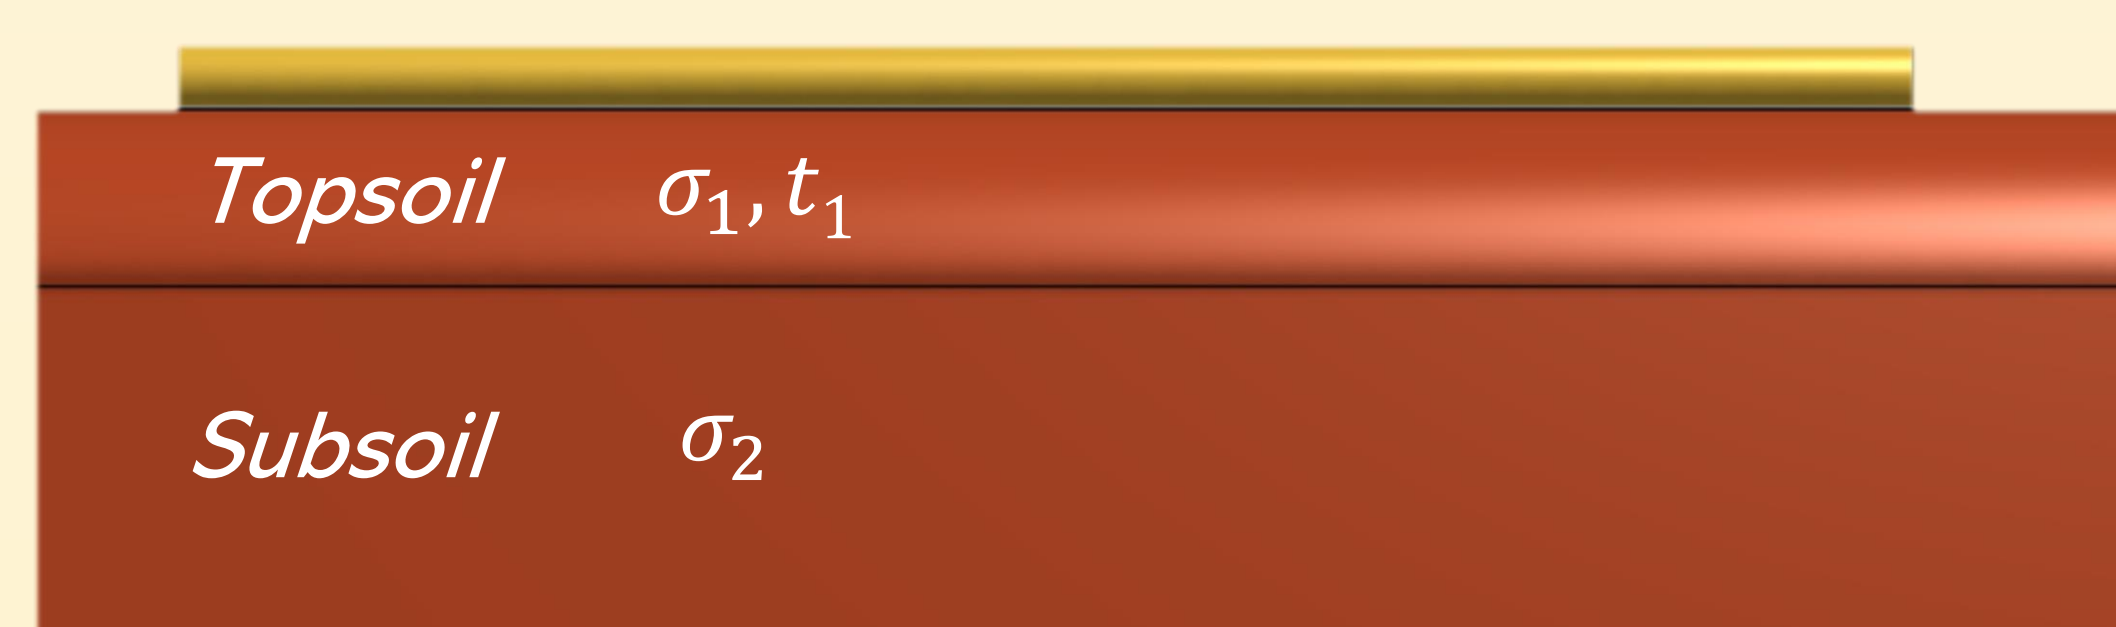 Topsoil σ₁, t₁
Subsoil σ₂